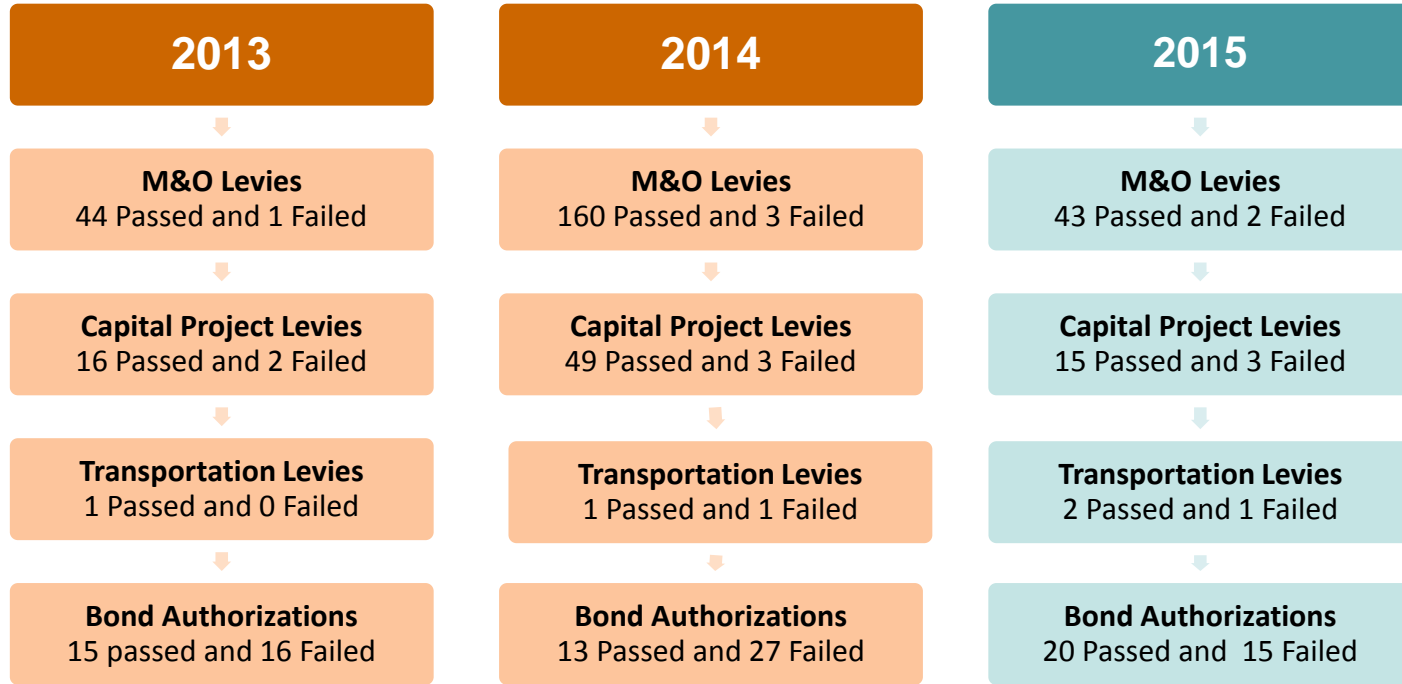 2013
M&O Levies
44 Passed and 1 Failed
Capital Project Levies
16 Passed and 2 Failed
Transportation Levies
1 Passed and 0 Failed
Bond Authorizations
15 passed and 16 Failed
2014
M&O Levies
160 Passed and 3 Failed
Capital Project Levies
49 Passed and 3 Failed
Transportation Levies
1 Passed and 1 Failed
Bond Authorizations
13 Passed and 27 Failed
2015
M&O Levies
43 Passed and 2 Failed
Capital Project Levies
15 Passed and 3 Failed
Transportation Levies
2 Passed and 1 Failed
Bond Authorizations
20 Passed and  15 Failed